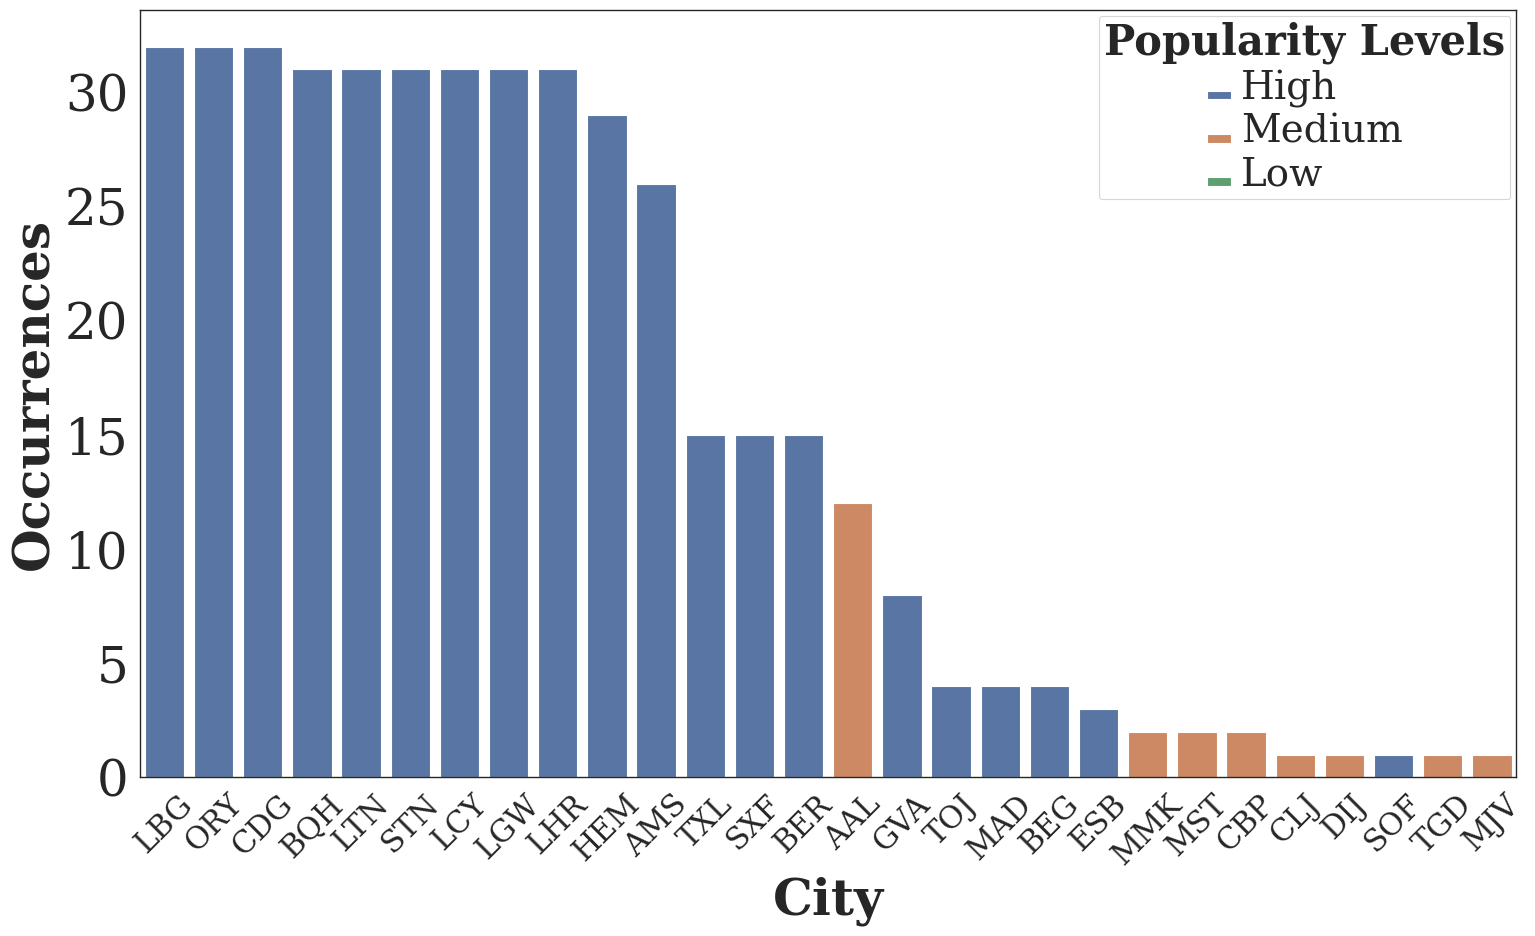 Popularity Levels
High
Medium
Low
Occurrences
30
25
20
15
10
5
0
LBG
ORY
CDG
BQH
LTN
STN
LCY
LGW
LHR
HEM
AMS
TXL
SXF
BER
AAL
GVA
TOJ
MAD
BEG
ESB
MMK
MST
CBP
CLJ
DIJ
SOF
TGD
MJV
City